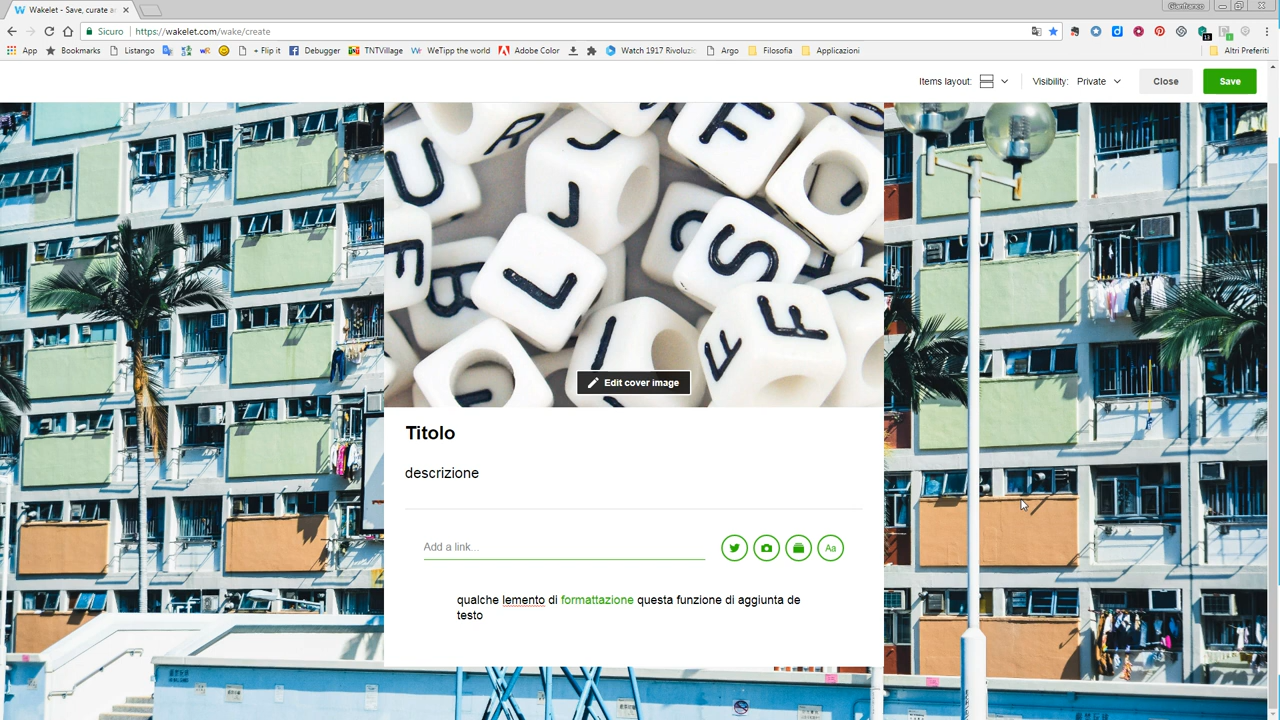 Wakelet - Save, curate a
Gianfranco
Sicuro https://wakelet.com/wake/create
App Bookmarks Listango + Flip it Debugger TNTVillage WeTipp the world Adobe Color Watch 1917 Rivoluzi Argo Filosofia Applicazioni Altri Preferiti
Items layout: Visibility: Private Close Save
Edit cover image
Titolo
descrizione
Add a link... Aa
qualche lemento di formattazione questa funzione di aggiunta de
testo